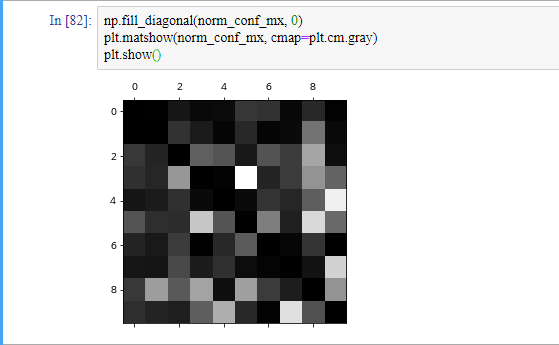 In [82]: np.fill_diagonal(norm_conf_mx, 0)
plt.matshow(norm_conf_mx, cmap=plt.cm.gray)
plt.show()
0 2 4 6 8
0
2
4
6
8